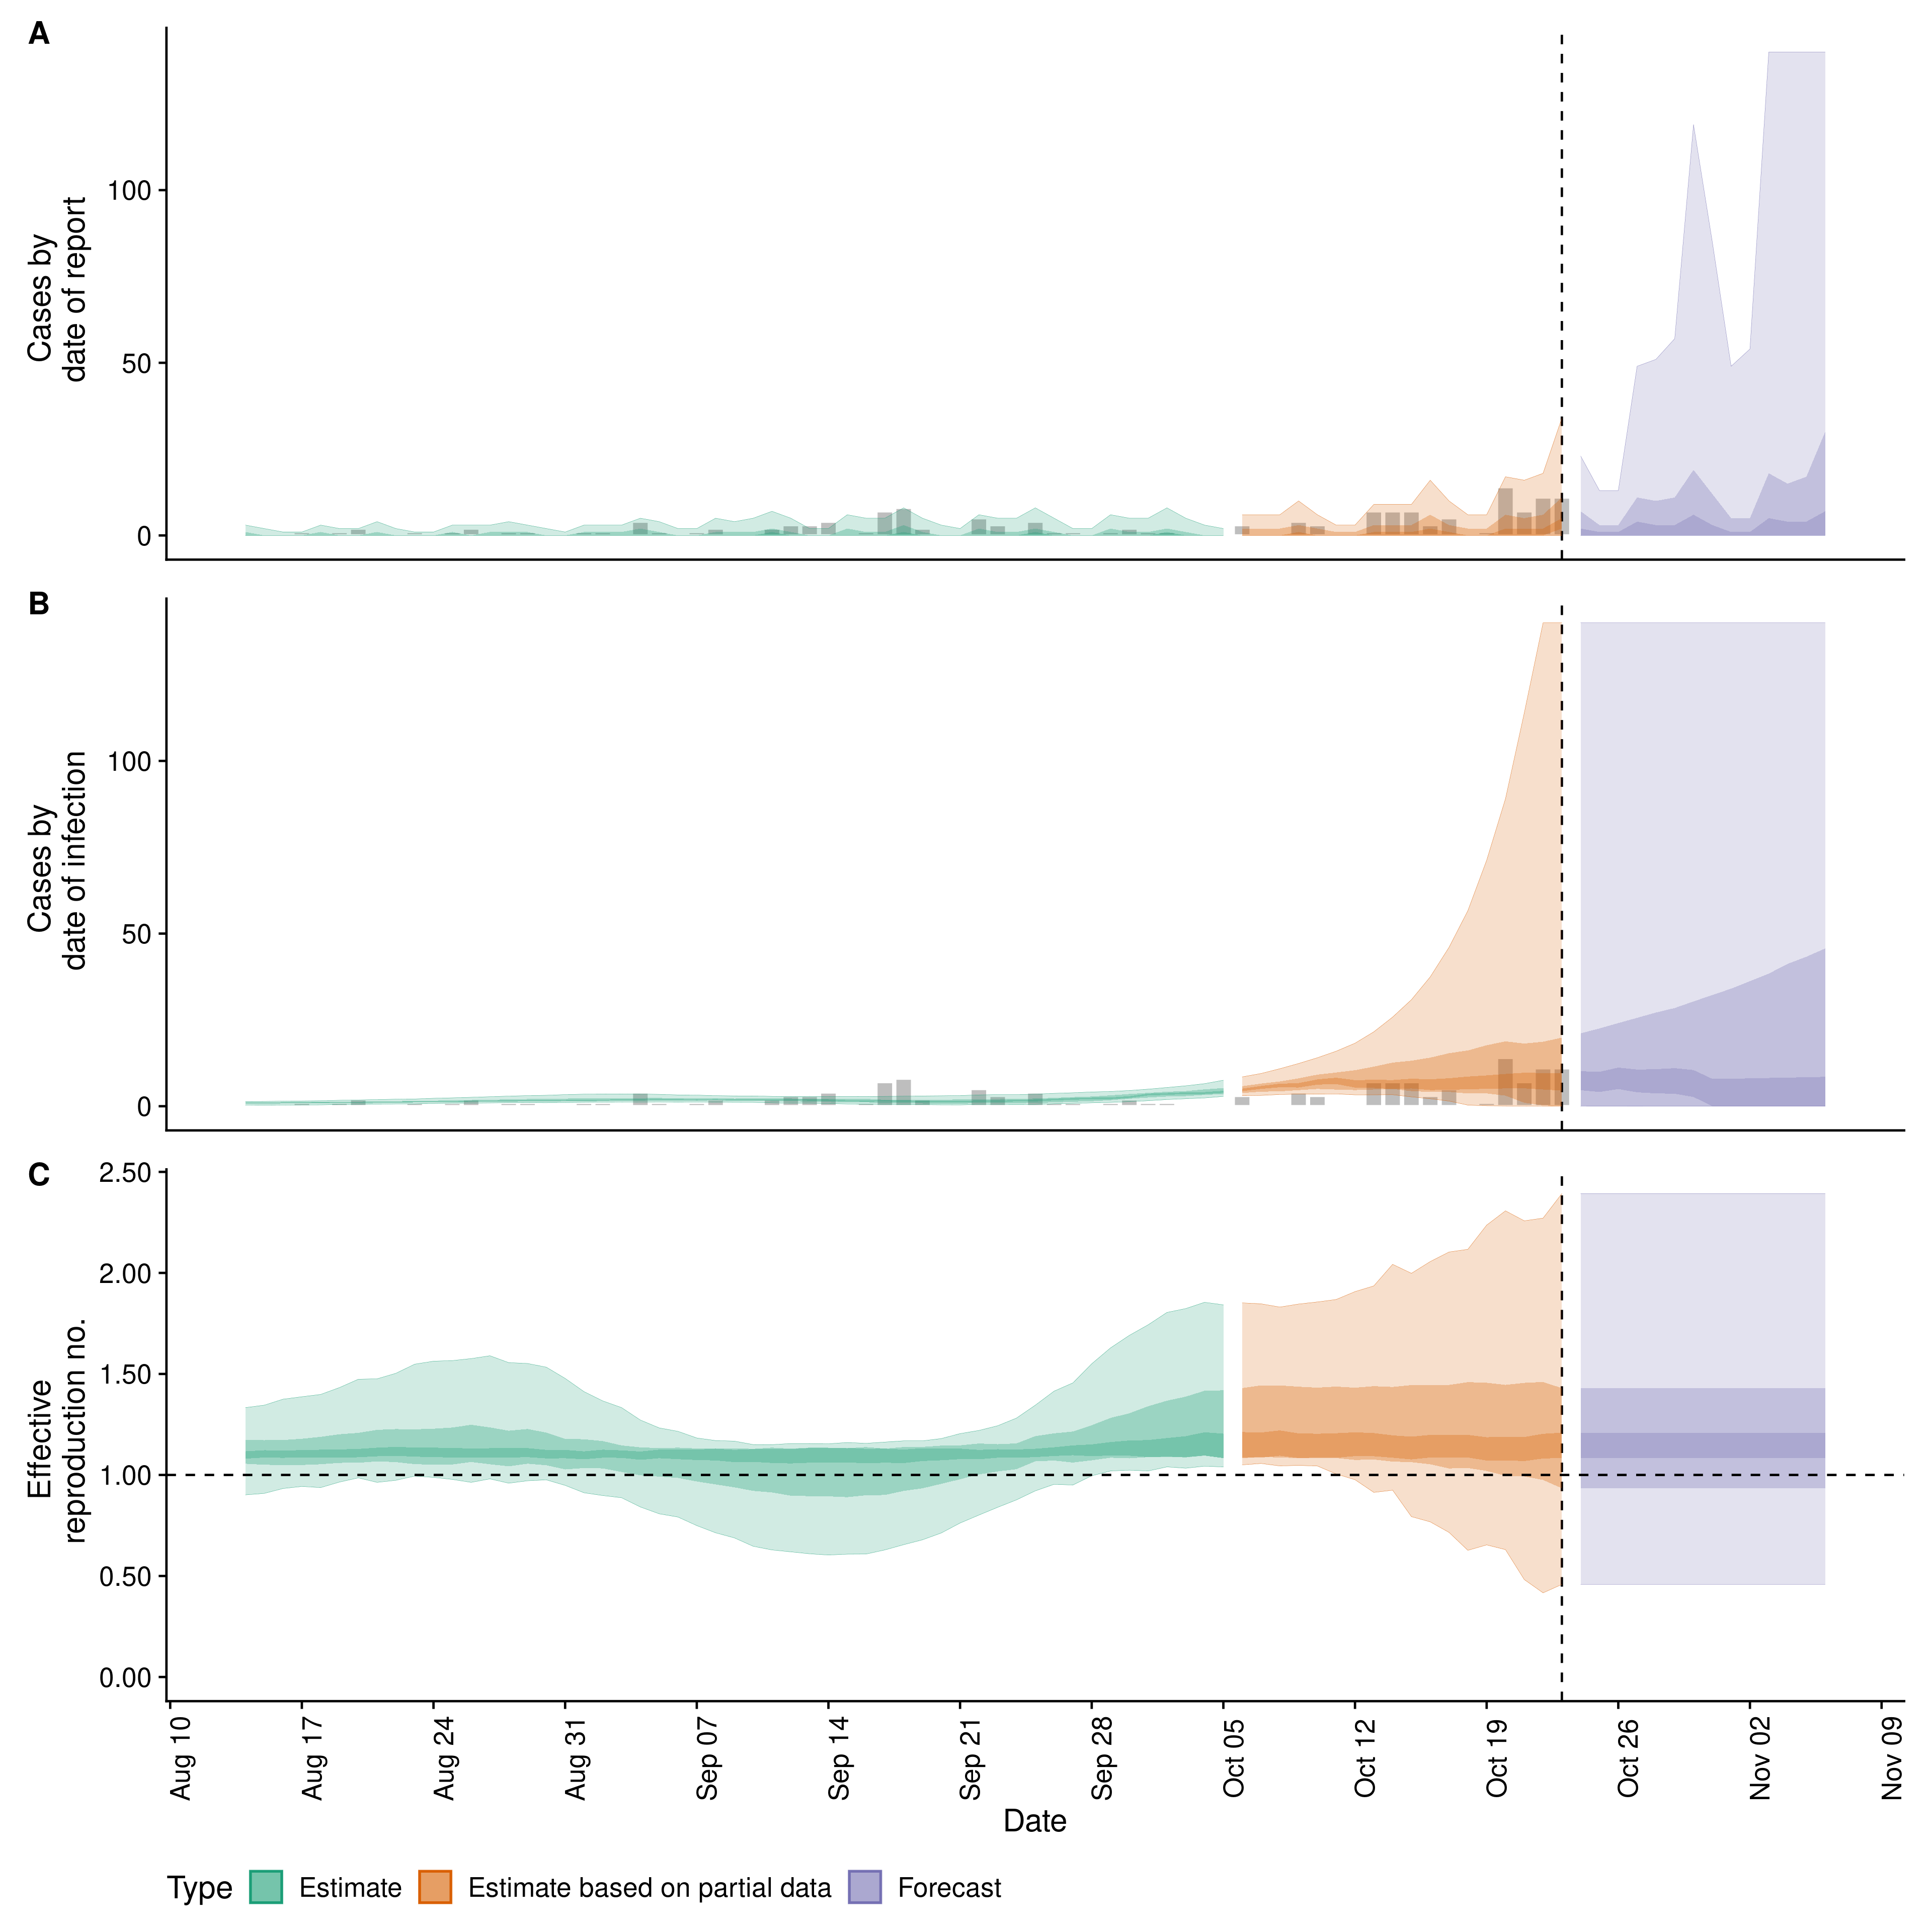 A
Cases by
date of report
100
50
0
B
Cases by
date of infection
100
50
0
C
Effective
reproduction no.
2.50
2.00
1.50
1.00
0.50
0.00
Aug 10
Aug 17
Aug 24
Aug 31
Sep 07
Sep 14
Sep 21
Sep 28
Oct 05
Oct 12
Oct 19
Oct 26
Nov 02
Nov 09
Date
Type Estimate Estimate based on partial data Forecast